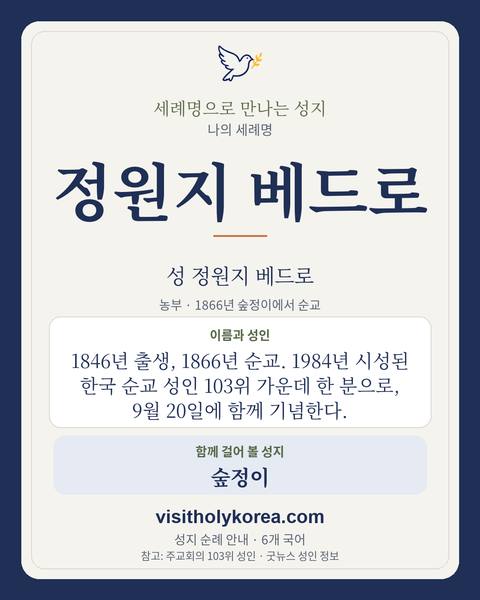 세례명으로 만나는 성지
나의 세례명
정원지 베드로
성 정원지 베드로
농부 · 1866년 숲정이에서 순교
이름과 성인
1846년 출생, 1866년 순교. 1984년 시성된
한국 순교 성인 103위 가운데 한 분으로,
9월 20일에 함께 기념한다.
함께 걸어 볼 성지
숲정이
visitholykorea.com
성지 순례 안내 · 6개 국어
참고: 주교회의 103위 성인 · 굿뉴스 성인 정보